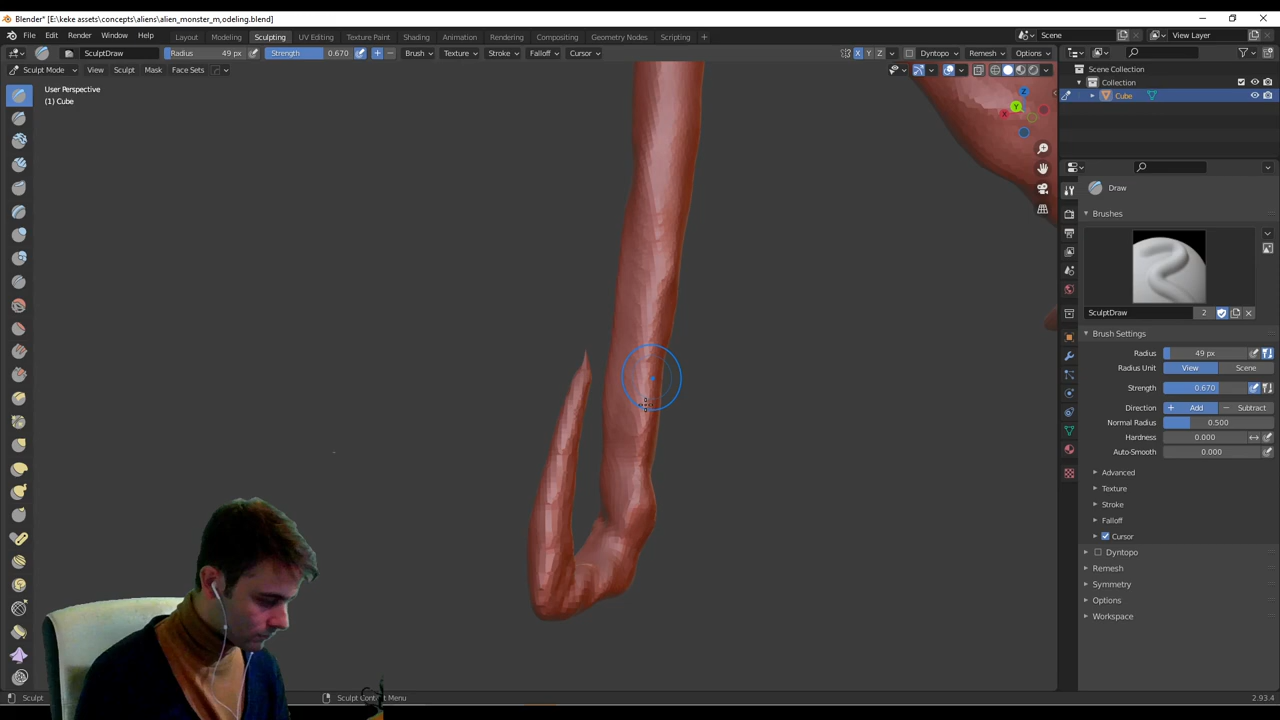 Blender* [E:\keke assets\concepts\aliens\alien_monster_m,odeling.blend]
File Edit Render Window Help Layout Modeling Sculpting UV Editing Texture Paint Shading Animation Rendering Compositing Geometry Nodes Scripting + Scene View Layer
SculptDraw Radius 49 px Strength 0.670 + − Brush Texture Stroke Falloff Cursor X Y Z Dyntopo Remesh Options
Sculpt Mode View Sculpt Mask Face Sets
Scene Collection
Collection
Cube
User Perspective
(1) Cube
Z
Y
X
Draw
Brushes
SculptDraw 2
Brush Settings
Radius 49 px
Radius Unit View Scene
Strength 0.670
Direction + Add − Subtract
Normal Radius 0.500
Hardness 0.000
Auto-Smooth 0.000
Advanced
Texture
Stroke
Falloff
Cursor
Dyntopo
Remesh
Symmetry
Options
Workspace
Sculpt Sculpt Context Menu 2.93.4